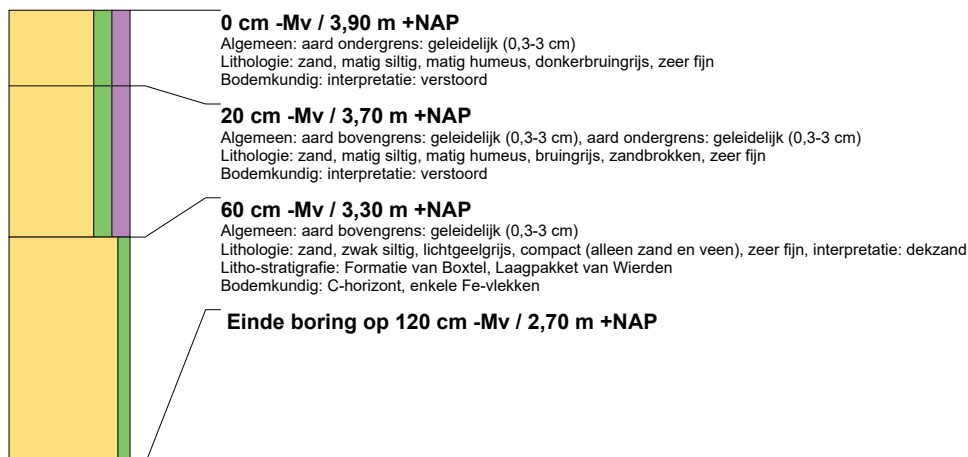 0 cm -Mv / 3,90 m +NAP
Algemeen: aard ondergrens: geleidelijk (0,3-3 cm)
Lithologie: zand, matig siltig, matig humeus, donkerbruingrijs, zeer fijn
Bodemkundig: interpretatie: verstoord
20 cm -Mv / 3,70 m +NAP
Algemeen: aard bovengrens: geleidelijk (0,3-3 cm), aard ondergrens: geleidelijk (0,3-3 cm)
Lithologie: zand, matig siltig, matig humeus, bruingrijs, zandbrokken, zeer fijn
Bodemkundig: interpretatie: verstoord
60 cm -Mv / 3,30 m +NAP
Algemeen: aard bovengrens: geleidelijk (0,3-3 cm)
Lithologie: zand, zwak siltig, lichtgeelgrijs, compact (alleen zand en veen), zeer fijn, interpretatie: dekzand
Litho-stratigrafie: Formatie van Boxtel, Laagpakket van Wierden
Bodemkundig: C-horizont, enkele Fe-vlekken
Einde boring op 120 cm -Mv / 2,70 m +NAP